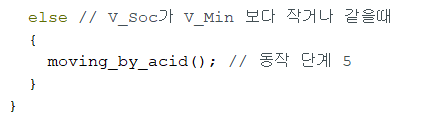 else // V_Soc가 V_Min 보다 작거나 같을때
{
moving_by_acid(); // 동작 단계 5
}
}